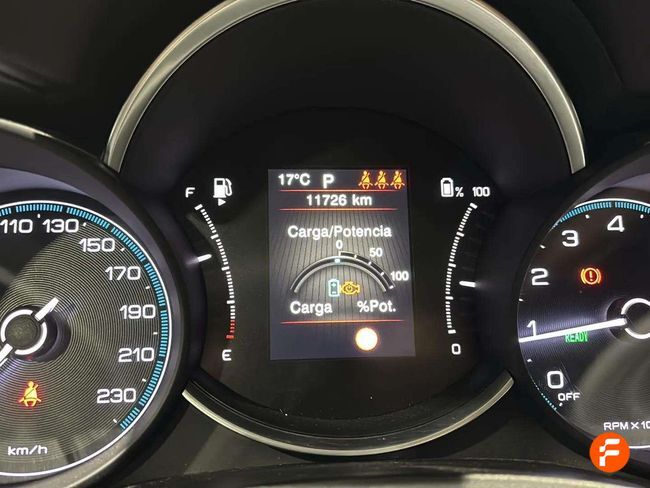 17°C P
11726 km
Carga/Potencia
0 50 100
Carga %Pot.
F
E
% 100
0
110 130 150 170 190 210 230
km/h
4 3 2 1 0
READY
OFF
RPM X 10
F